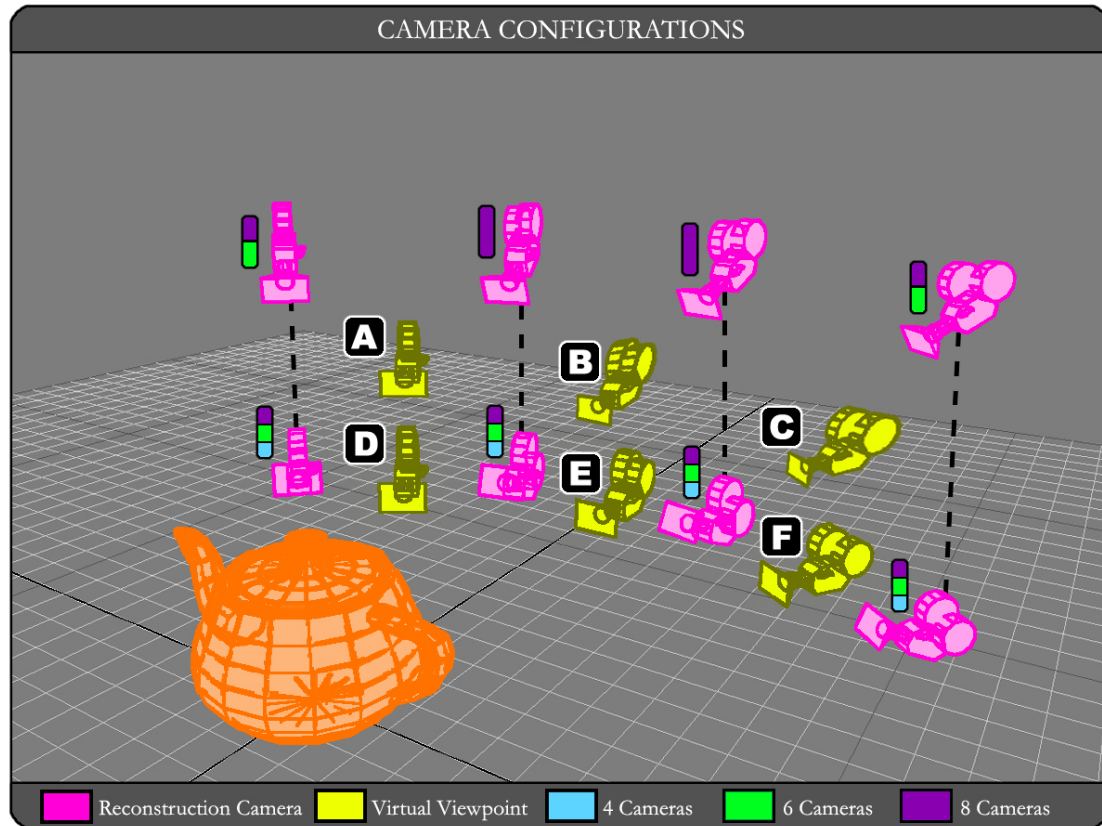 CAMERA CONFIGURATIONS
A
B
C
D
E
F
Reconstruction Camera Virtual Viewpoint 4 Cameras 6 Cameras 8 Cameras